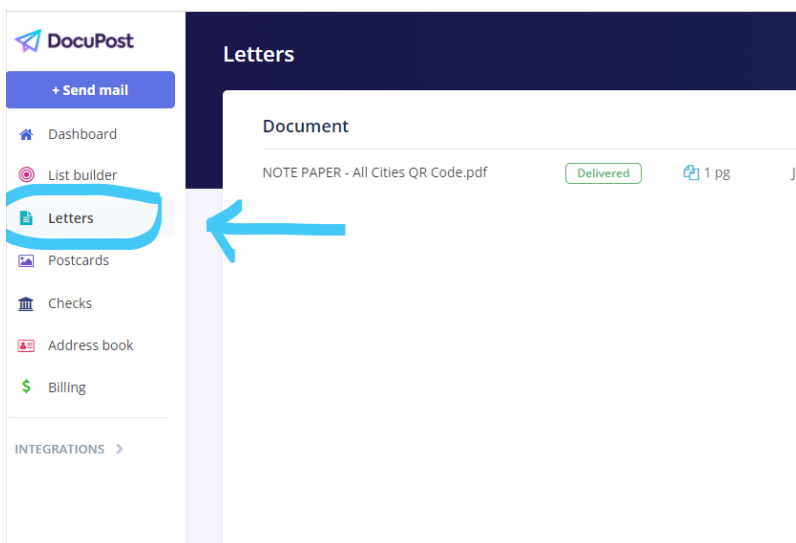 DocuPost
+ Send mail
Dashboard
List builder
Letters
Postcards
Checks
Address book
Billing
INTEGRATIONS
Letters
Document
NOTE PAPER - All Cities QR Code.pdf Delivered 1 pg J